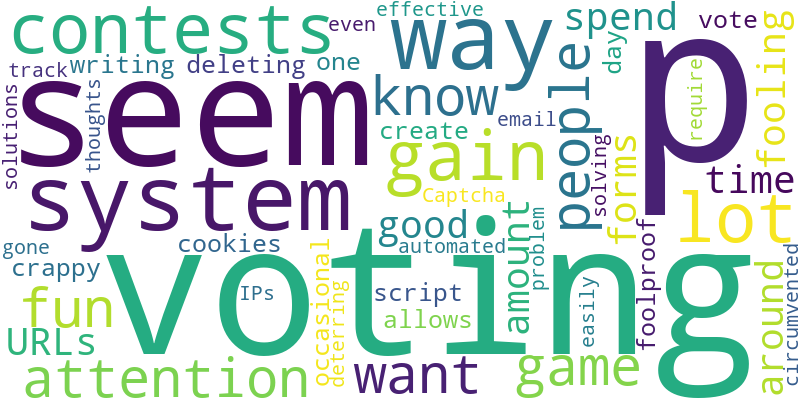 contests
even
effective
way
spend
vote
track
writing
deleting
one
day
fooling
seem
know
people
p
require
solutions
thoughts
email
create
gain
solving
forms
time
system
Captcha
lot
good
amount
automated
problem
foolproof
around
circumvented
gone
cookies
crappy
voting
fun
IPs
occasional
deterring
script
allows
easily
URLs
attention
want
game